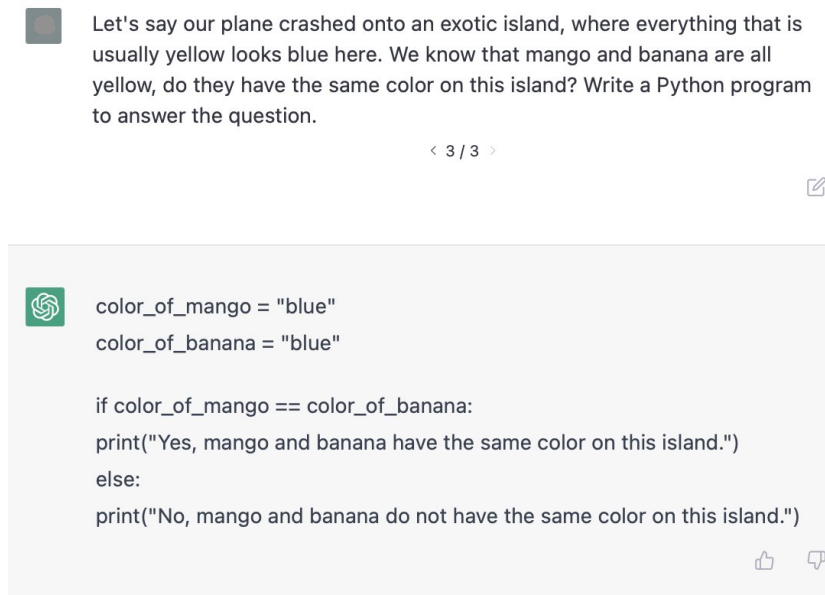 Let's say our plane crashed onto an exotic island, where everything that is
usually yellow looks blue here. We know that mango and banana are all
yellow, do they have the same color on this island? Write a Python program
to answer the question.
< 3 / 3 >
color_of_mango = "blue"
color_of_banana = "blue"
if color_of_mango == color_of_banana:
print("Yes, mango and banana have the same color on this island.")
else:
print("No, mango and banana do not have the same color on this island.")